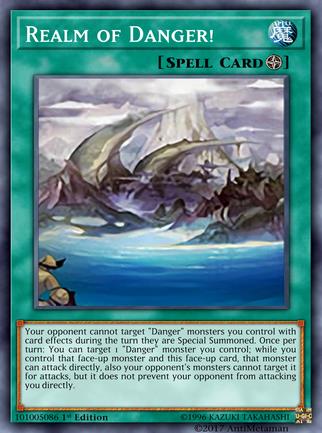 Realm of Danger!
[Spell Card]
Your opponent cannot target "Danger" monsters you control with
card effects during the turn they are Special Summoned. Once per
turn: You can target 1 "Danger" monster you control; while you
control that face-up monster and this face-up card, that monster
can attack directly, also your opponent's monsters cannot target it
for attacks, but it does not prevent your opponent from attacking
you directly.
101005086 1st Edition
©1996 KAZUKI TAKAHASHI
©2017 AntiMetaman